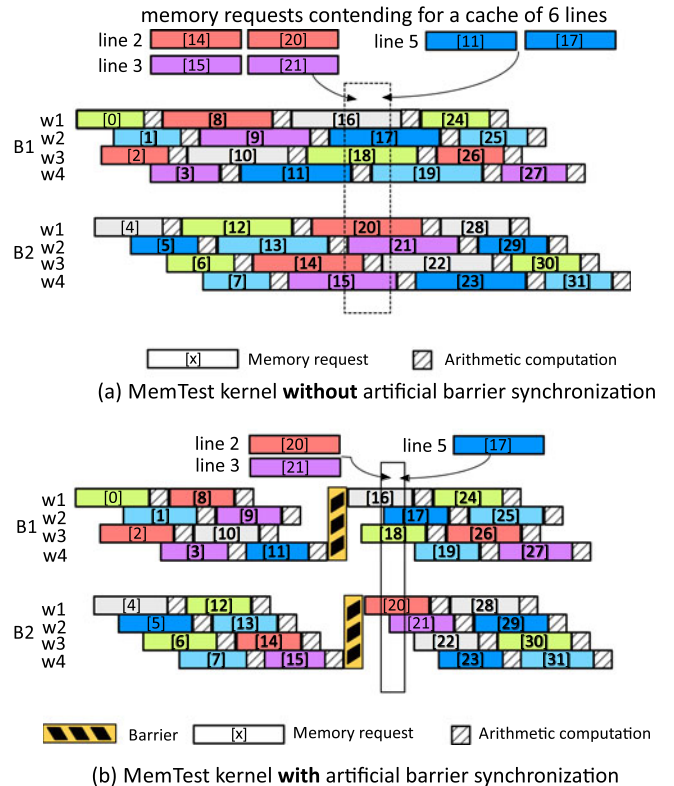 memory requests contending for a cache of 6 lines
line 2 [14] [20] line 5 [11] [17]
line 3 [15] [21]
w1 [0] [8] [16] [24]
B1 w2 [1] [9] [17] [25]
w3 [2] [10] [18] [26]
w4 [3] [11] [19] [27]
w1 [4] [12] [20] [28]
B2 w2 [5] [13] [21] [29]
w3 [6] [14] [22] [30]
w4 [7] [15] [23] [31]
[x] Memory request Arithmetic computation
(a) MemTest kernel without artificial barrier synchronization
line 2 [20] line 5 [17]
line 3 [21]
w1 [0] [8] [16] [24]
B1 w2 [1] [9] [17] [25]
w3 [2] [10] [18] [26]
w4 [3] [11] [19] [27]
w1 [4] [12] [20] [28]
B2 w2 [5] [13] [21] [29]
w3 [6] [14] [22] [30]
w4 [7] [15] [23] [31]
Barrier [x] Memory request Arithmetic computation
(b) MemTest kernel with artificial barrier synchronization